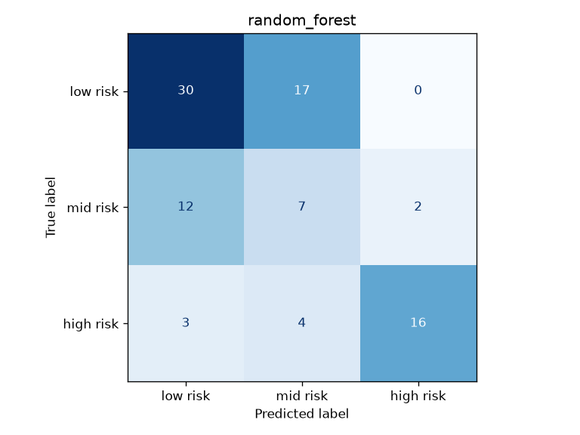 random_forest
True label
low risk 30 17 0
mid risk 12 7 2
high risk 3 4 16
low risk mid risk high risk
Predicted label